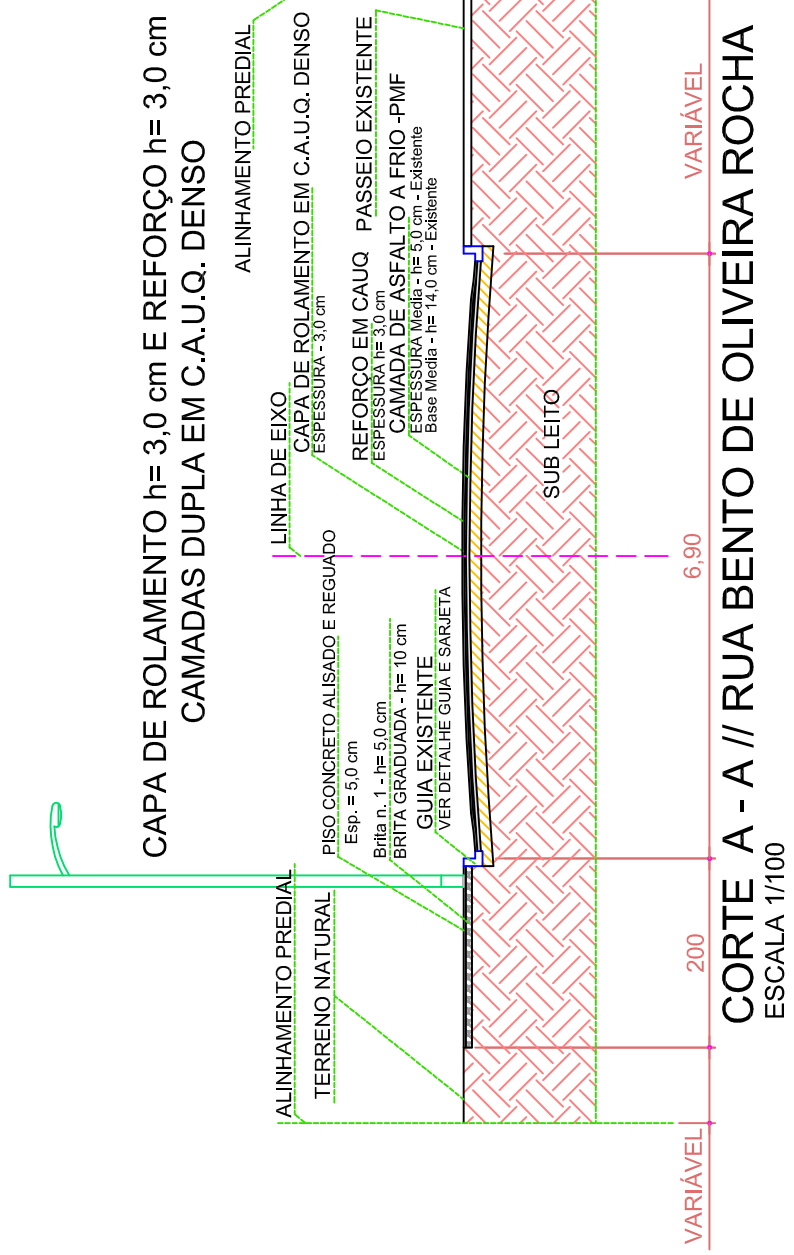 CAPA DE ROLAMENTO h= 3,0 cm E REFORÇO h= 3,0 cm
CAMADAS DUPLA EM C.A.U.Q. DENSO
ALINHAMENTO PREDIAL
TERRENO NATURAL
PISO CONCRETO ALISADO E REGUADO
Esp. = 5,0 cm
Brita n. 1 - h= 5,0 cm
BRITA GRADUADA - h= 10 cm
GUIA EXISTENTE
VER DETALHE GUIA E SARJETA
LINHA DE EIXO
CAPA DE ROLAMENTO EM C.A.U.Q. DENSO
ESPESSURA - 3,0 cm
REFORÇO EM CAUQ
ESPESSURA h= 3,0 cm
CAMADA DE ASFALTO A FRIO -PMF
ESPESSURA Media - h= 5,0 cm - Existente
Base Media - h= 14,0 cm - Existente
ALINHAMENTO PREDIAL
PASSEIO EXISTENTE
SUB LEITO
VARIÁVEL
200
6,90
VARIÁVEL
CORTE A - A // RUA BENTO DE OLIVEIRA ROCHA
ESCALA 1/100